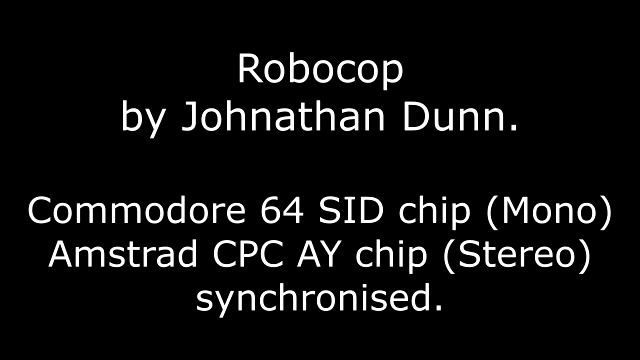 Robocop
by Johnathan Dunn.
Commodore 64 SID chip (Mono)
Amstrad CPC AY chip (Stereo)
synchronised.